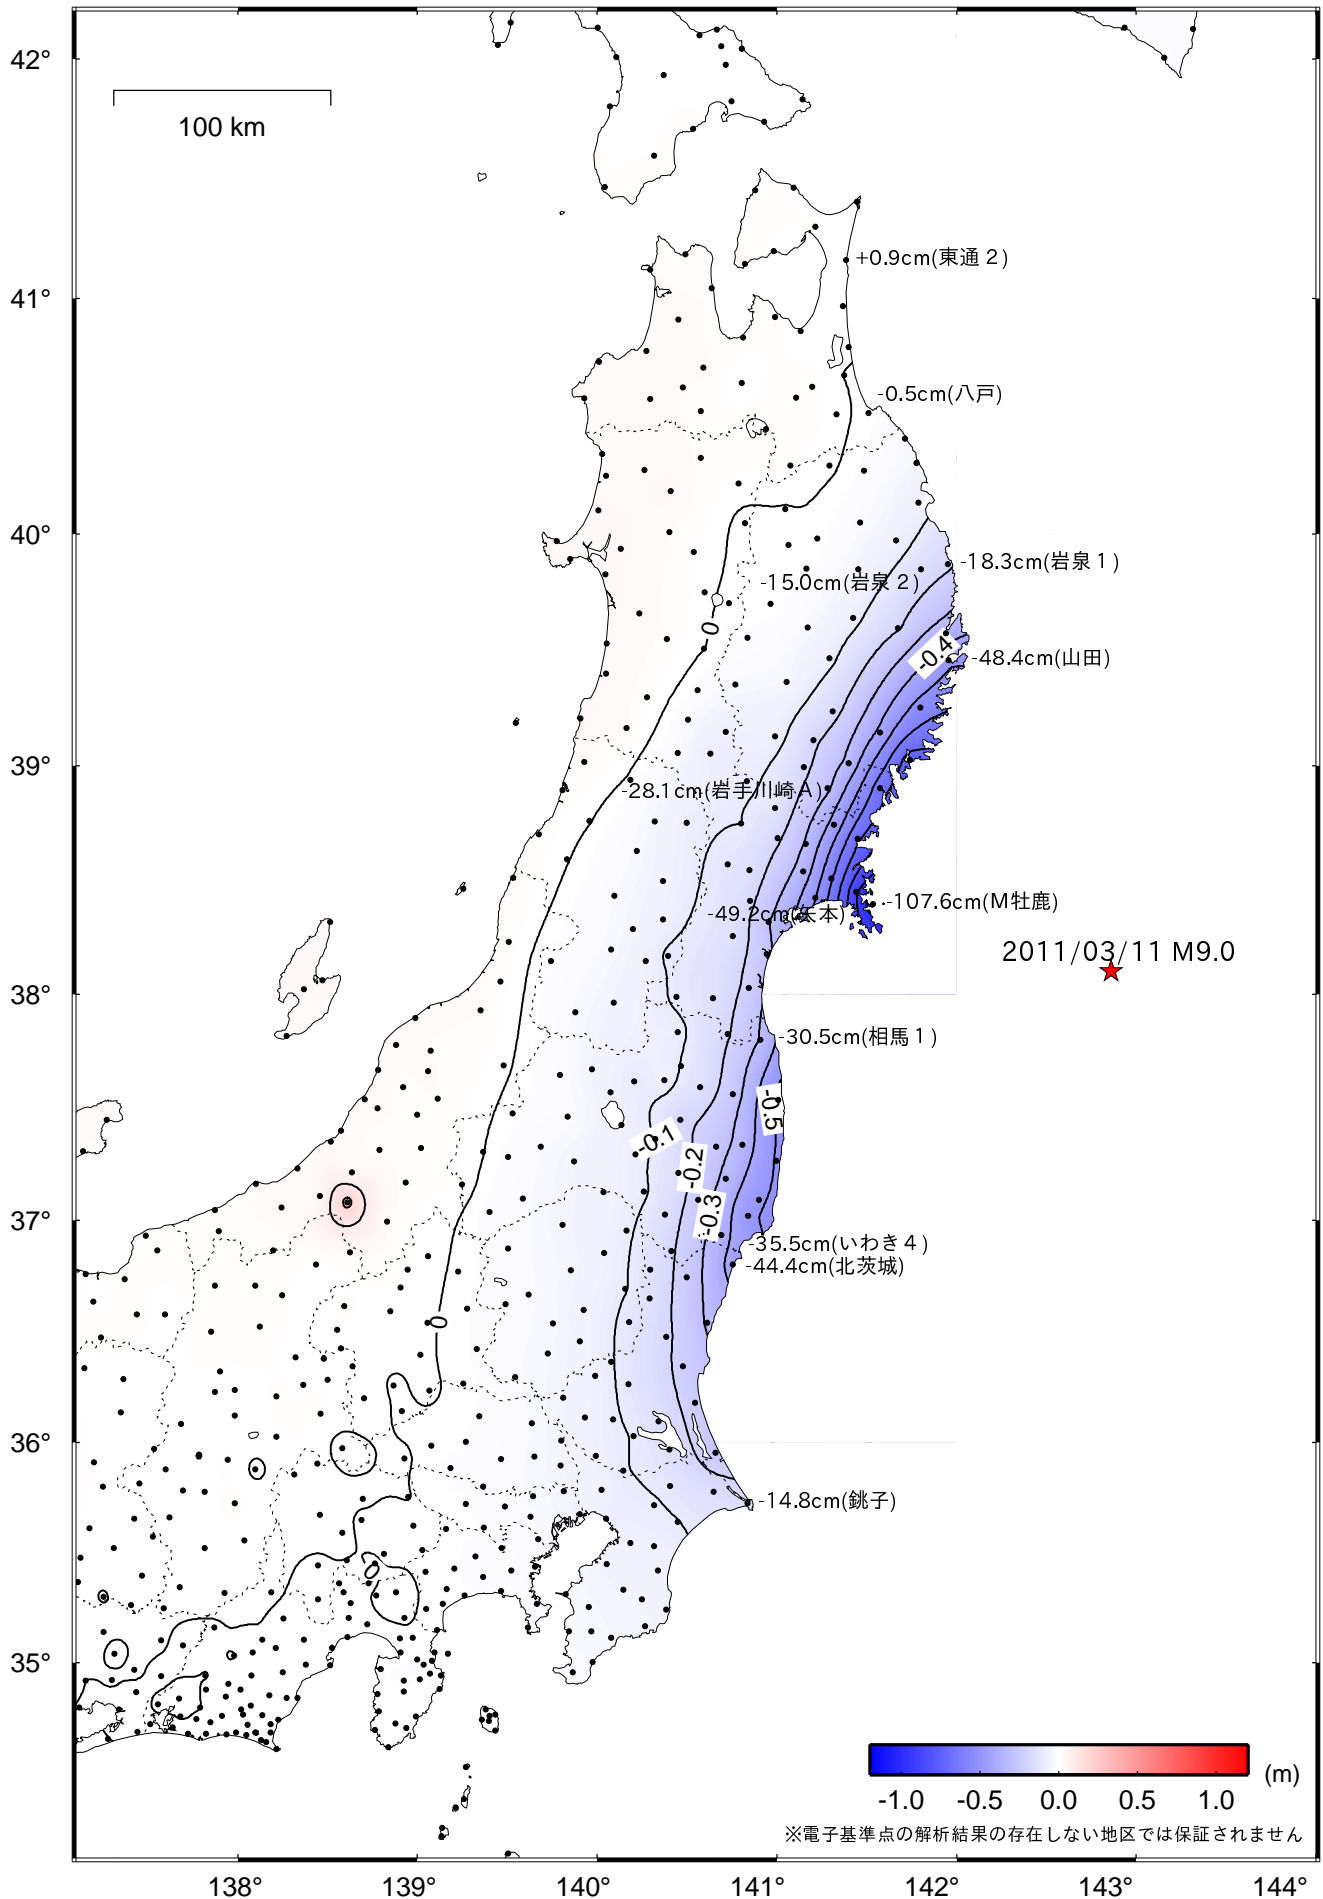 42°
100 km
+0.9cm(東通２)
41°
-0.5cm(八戸)
40°
-18.3cm(岩泉１)
-15.0cm(岩泉２)
0
-0.4
-48.4cm(山田)
39°
-28.1cm(岩手川崎Ａ)
-107.6cm(Ｍ牡鹿)
-49.2cm(矢本)
2011/03/11 M9.0
38°
-30.5cm(相馬１)
-0.5
-0.1
-0.2
-0.3
37°
-35.5cm(いわき４)
-44.4cm(北茨城)
0
36°
-14.8cm(銚子)
0
35°
(m)
-1.0 -0.5 0.0 0.5 1.0
※電子基準点の解析結果の存在しない地区では保証されません
138° 139° 140° 141° 142° 143° 144°